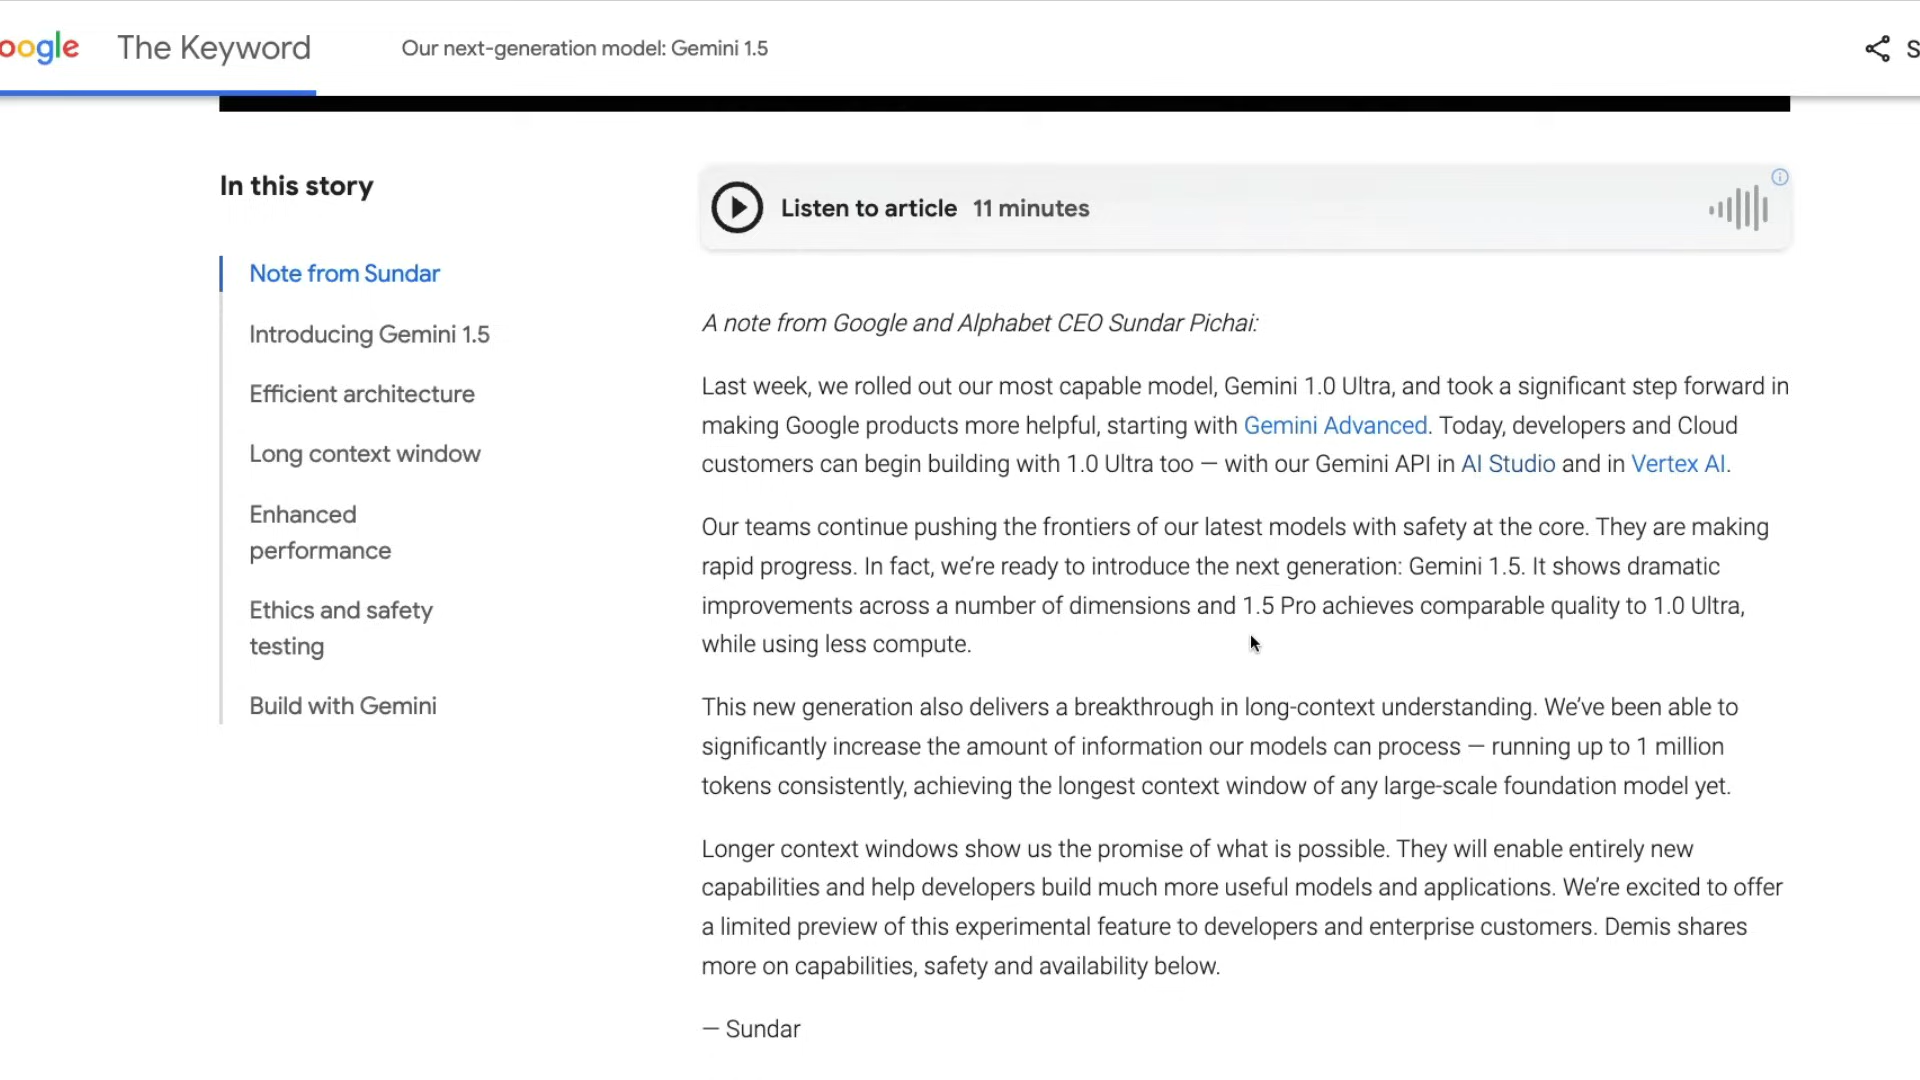 oogle The Keyword Our next-generation model: Gemini 1.5 S
In this story
Note from Sundar
Introducing Gemini 1.5
Efficient architecture
Long context window
Enhanced
performance
Ethics and safety
testing
Build with Gemini
Listen to article 11 minutes
A note from Google and Alphabet CEO Sundar Pichai:
Last week, we rolled out our most capable model, Gemini 1.0 Ultra, and took a significant step forward in
making Google products more helpful, starting with Gemini Advanced. Today, developers and Cloud
customers can begin building with 1.0 Ultra too — with our Gemini API in AI Studio and in Vertex AI.
Our teams continue pushing the frontiers of our latest models with safety at the core. They are making
rapid progress. In fact, we’re ready to introduce the next generation: Gemini 1.5. It shows dramatic
improvements across a number of dimensions and 1.5 Pro achieves comparable quality to 1.0 Ultra,
while using less compute.
This new generation also delivers a breakthrough in long-context understanding. We’ve been able to
significantly increase the amount of information our models can process — running up to 1 million
tokens consistently, achieving the longest context window of any large-scale foundation model yet.
Longer context windows show us the promise of what is possible. They will enable entirely new
capabilities and help developers build much more useful models and applications. We’re excited to offer
a limited preview of this experimental feature to developers and enterprise customers. Demis shares
more on capabilities, safety and availability below.
— Sundar